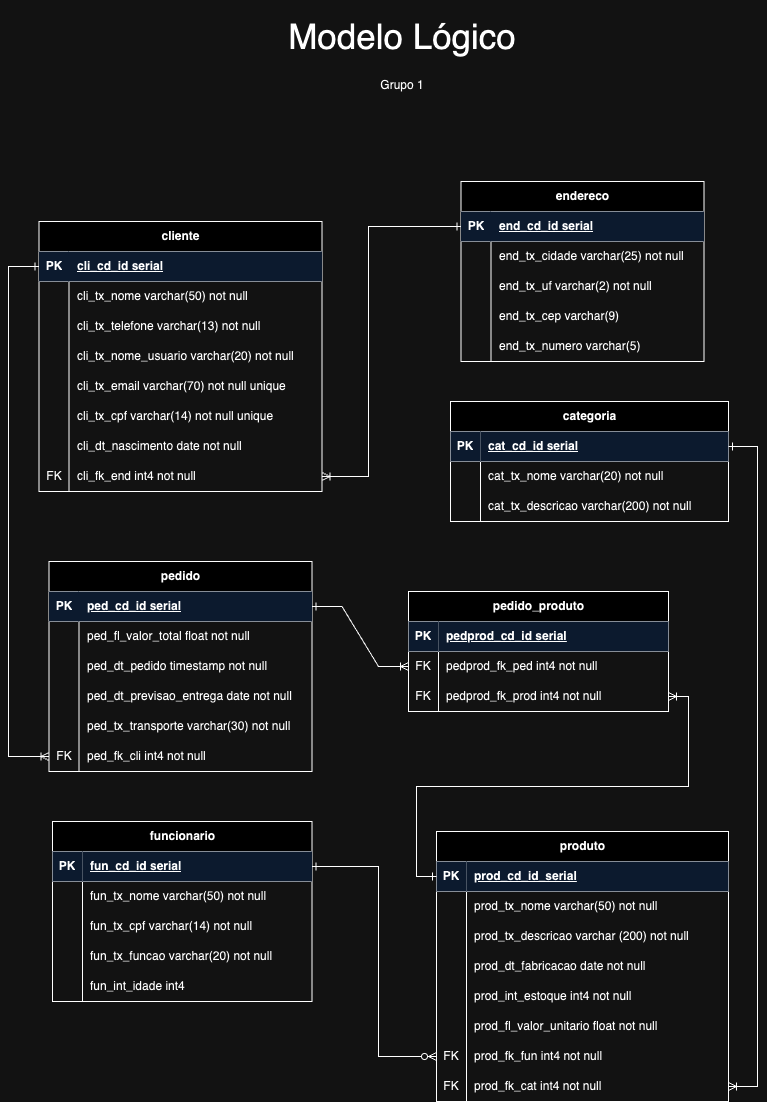 Modelo Lógico
Grupo 1
cliente
PK cli_cd_id serial
cli_tx_nome varchar(50) not null
cli_tx_telefone varchar(13) not null
cli_tx_nome_usuario varchar(20) not null
cli_tx_email varchar(70) not null unique
cli_tx_cpf varchar(14) not null unique
cli_dt_nascimento date not null
FK cli_fk_end int4 not null
endereco
PK end_cd_id serial
end_tx_cidade varchar(25) not null
end_tx_uf varchar(2) not null
end_tx_cep varchar(9)
end_tx_numero varchar(5)
categoria
PK cat_cd_id serial
cat_tx_nome varchar(20) not null
cat_tx_descricao varchar(200) not null
pedido
PK ped_cd_id serial
ped_fl_valor_total float not null
ped_dt_pedido timestamp not null
ped_dt_previsao_entrega date not null
ped_tx_transporte varchar(30) not null
FK ped_fk_cli int4 not null
pedido_produto
PK pedprod_cd_id serial
FK pedprod_fk_ped int4 not null
FK pedprod_fk_prod int4 not null
funcionario
PK fun_cd_id serial
fun_tx_nome varchar(50) not null
fun_tx_cpf varchar(14) not null
fun_tx_funcao varchar(20) not null
fun_int_idade int4
produto
PK prod_cd_id_serial
prod_tx_nome varchar(50) not null
prod_tx_descricao varchar (200) not null
prod_dt_fabricacao date not null
prod_int_estoque int4 not null
prod_fl_valor_unitario float not null
FK prod_fk_fun int4 not null
FK prod_fk_cat int4 not null